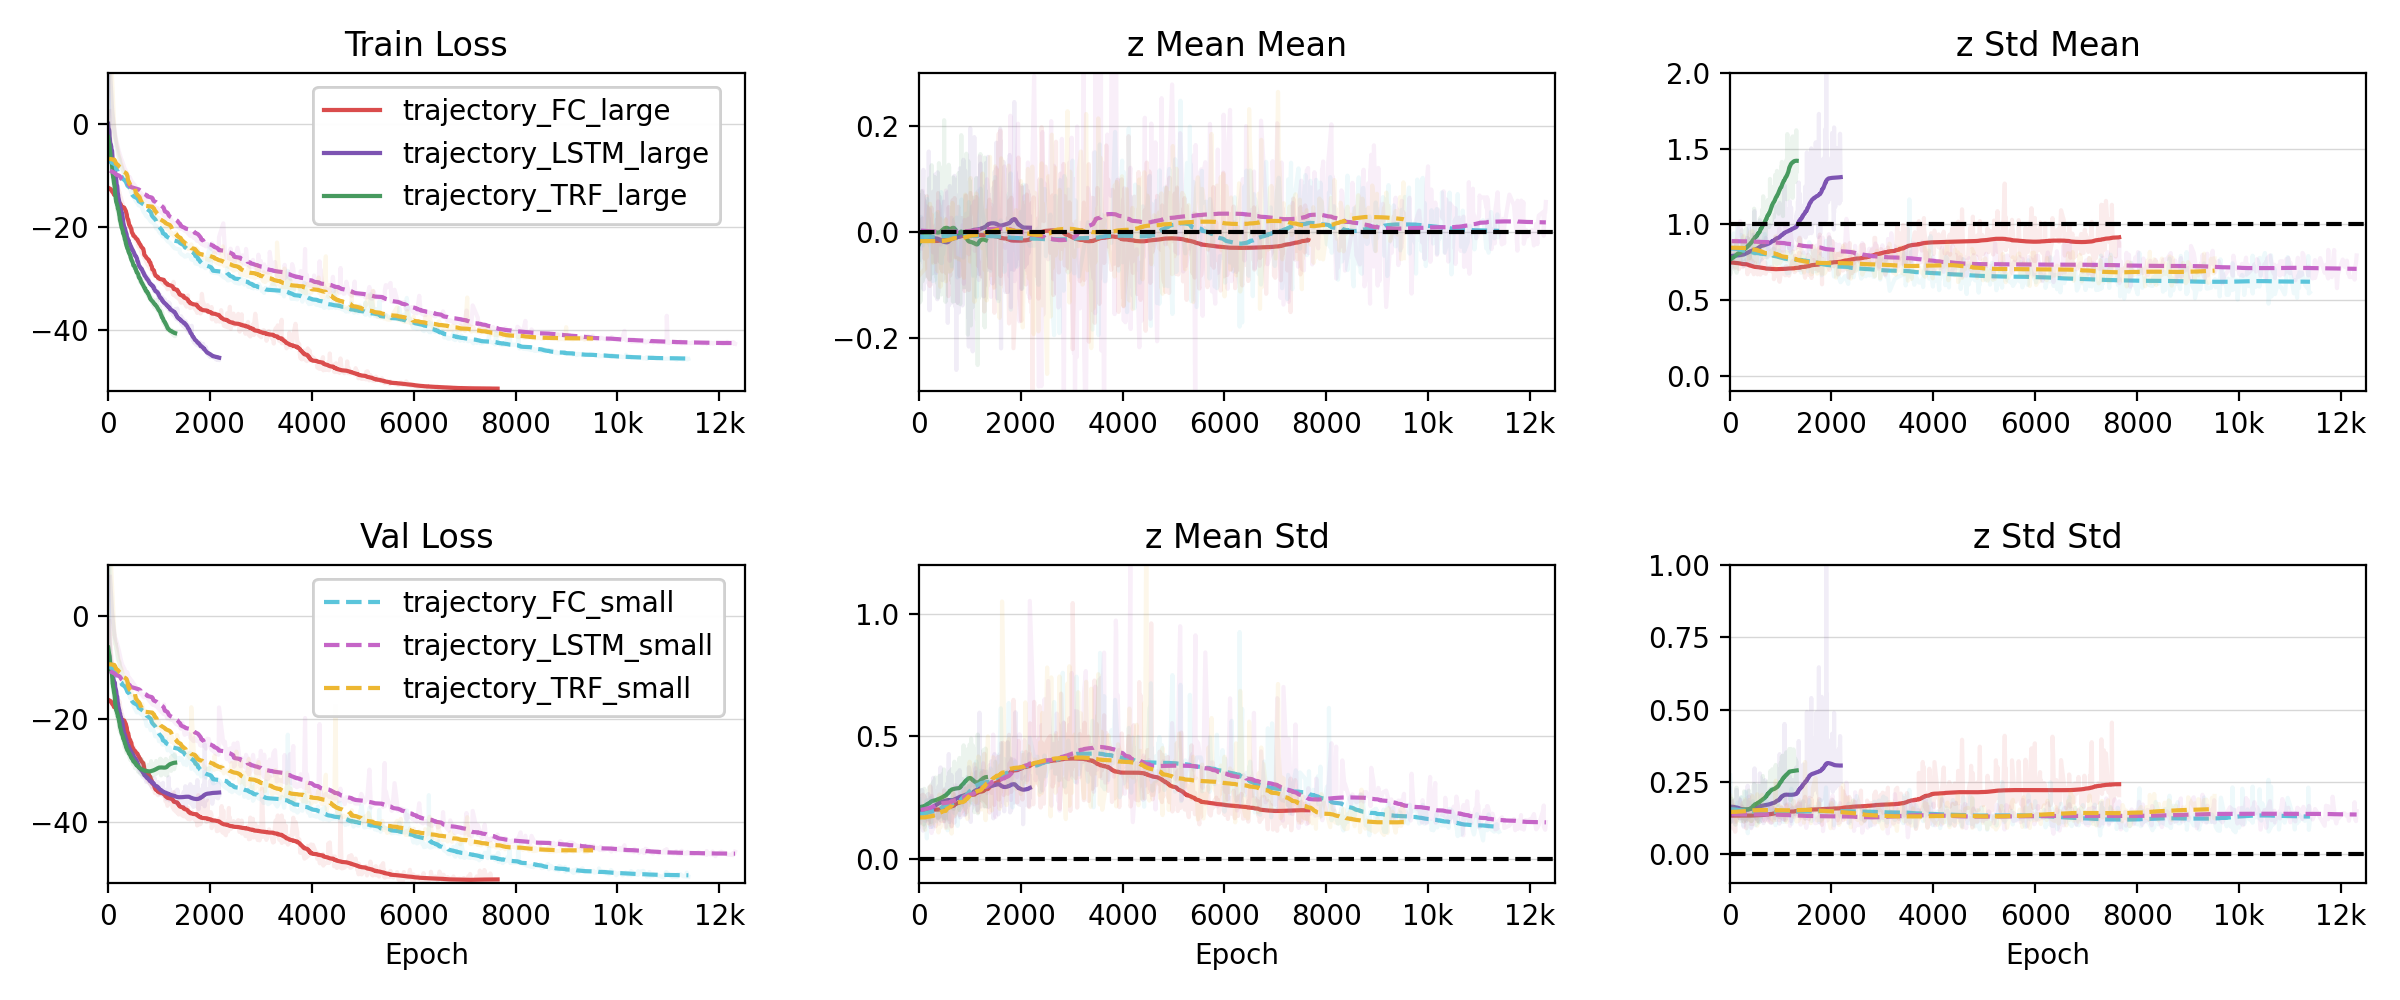 Train Loss
0
−20
−40
trajectory_FC_large
trajectory_LSTM_large
trajectory_TRF_large
0 2000 4000 6000 8000 10k 12k
z Mean Mean
0.2
0.0
−0.2
0 2000 4000 6000 8000 10k 12k
z Std Mean
2.0
1.5
1.0
0.5
0.0
0 2000 4000 6000 8000 10k 12k
Val Loss
0
−20
−40
trajectory_FC_small
trajectory_LSTM_small
trajectory_TRF_small
0 2000 4000 6000 8000 10k 12k
Epoch
z Mean Std
1.0
0.5
0.0
0 2000 4000 6000 8000 10k 12k
Epoch
z Std Std
1.00
0.75
0.50
0.25
0.00
0 2000 4000 6000 8000 10k 12k
Epoch